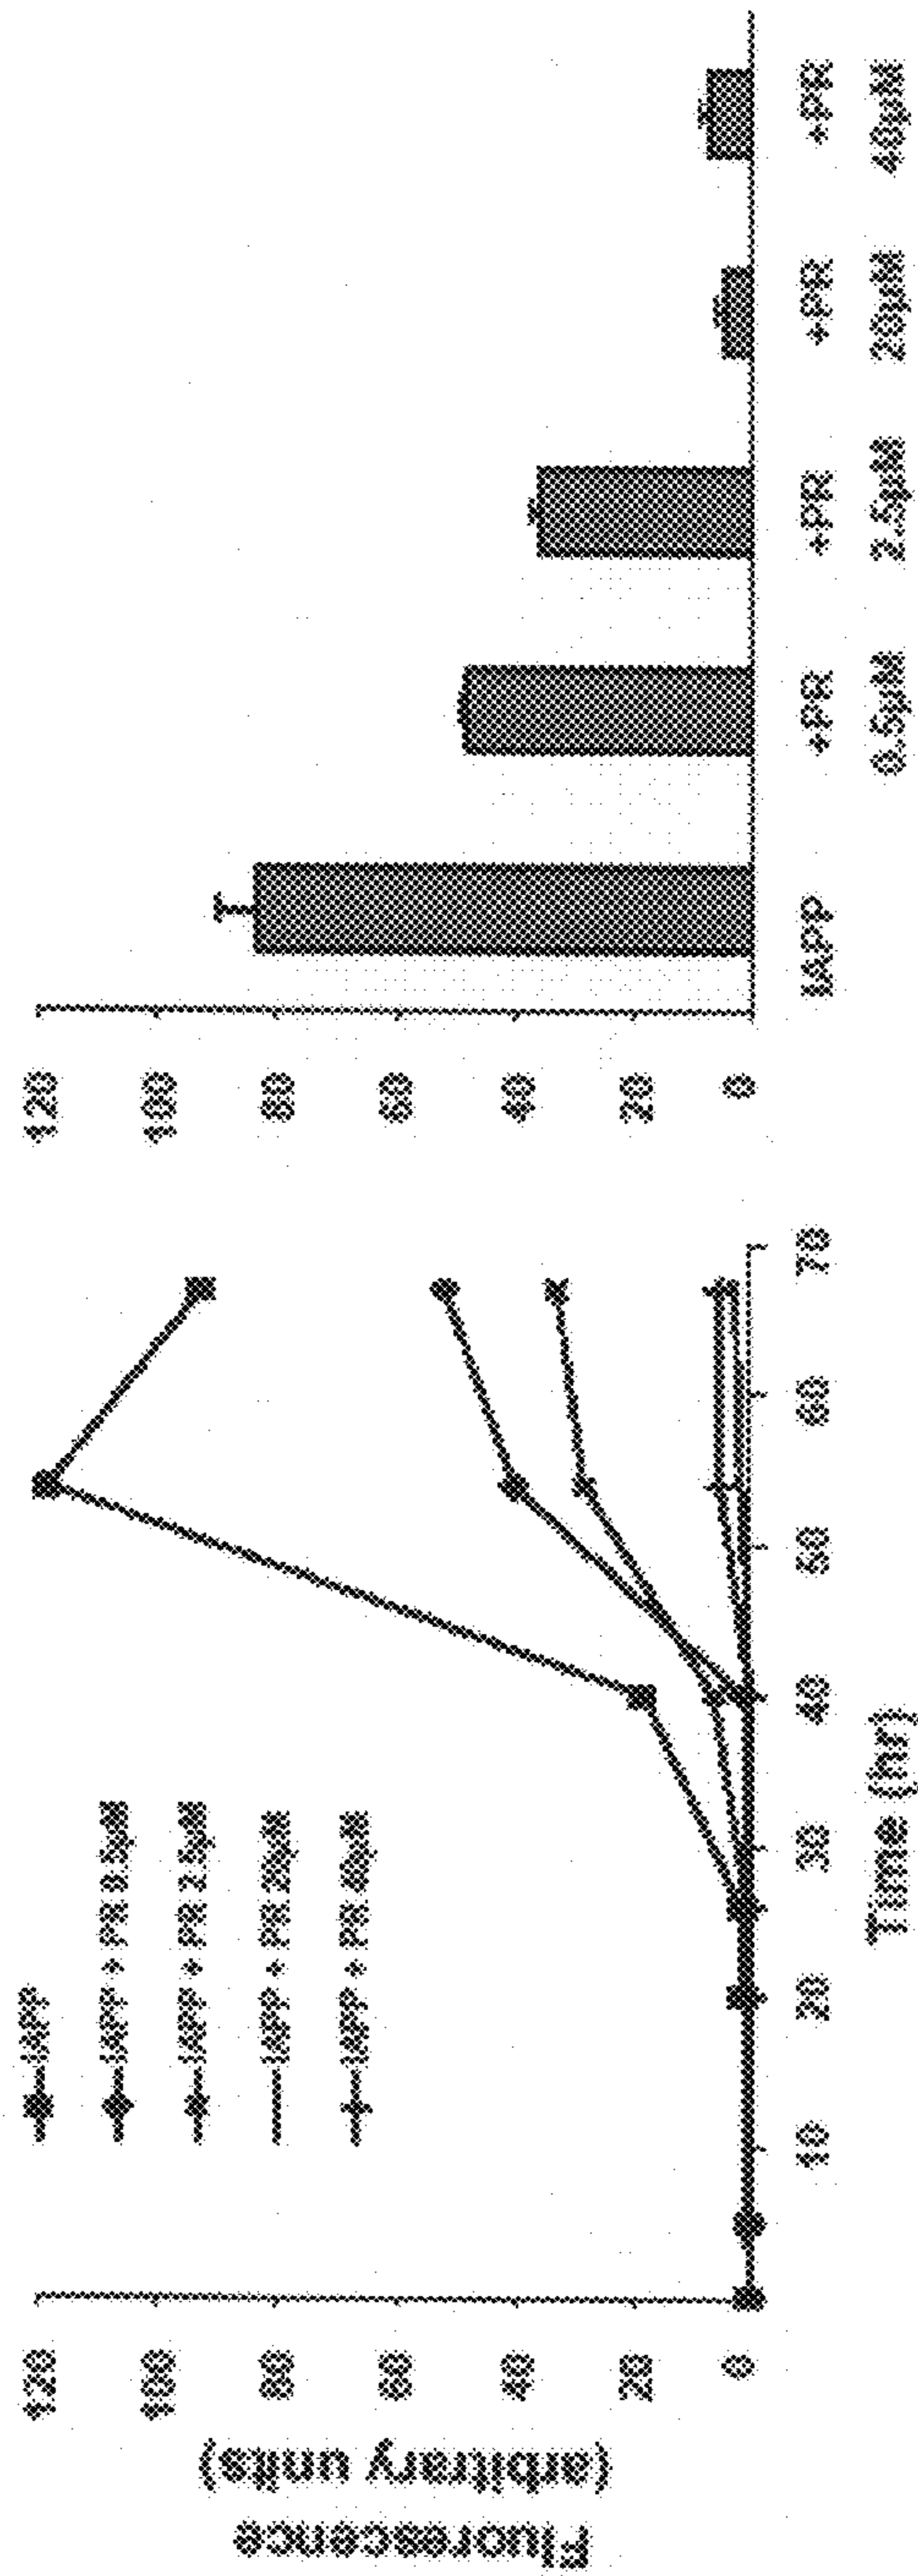 Fluorescence
(arbitrary units)
120
100
80
60
40
20
0
IAPP
IAPP + PR 0.5µM
IAPP + PR 2.5µM
IAPP + PR 20µM
IAPP + PR 40µM
10 20 30 40 50 60 70
Time (hr)
120
100
80
60
40
20
0
IAPP +PR +PR +PR +PR
0.5µM 2.5µM 20µM 40µM